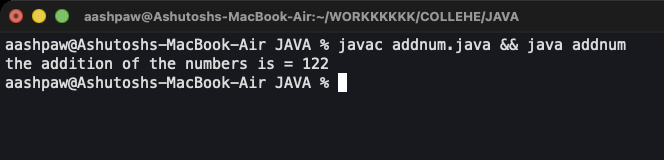 aashpaw@Ashutoshs-MacBook-Air:~/WORKKKKKK/COLLEHE/JAVA
aashpaw@Ashutoshs-MacBook-Air JAVA % javac addnum.java && java addnum
the addition of the numbers is = 122
aashpaw@Ashutoshs-MacBook-Air JAVA %